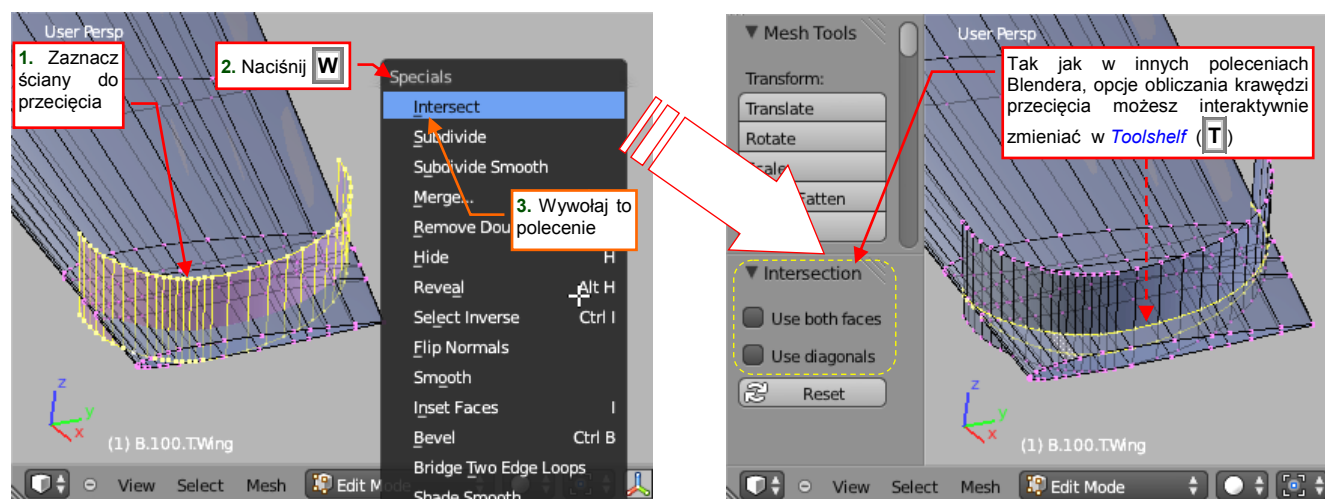 User Persp
1. Zaznacz
ściany do
przecięcia
2. Naciśnij W
Specials
Intersect
Subdivide
Subdivide Smooth
Merge...
Remove Dou
Hide H
Reveal Alt H
Select Inverse Ctrl I
Flip Normals
Smooth
Inset Faces I
Bevel Ctrl B
Bridge Two Edge Loops
Shade Smooth
3. Wywołaj to
polecenie
z
y
x
(1) B.100.T.Wing
View Select Mesh Edit Mode
Mesh Tools
Transform:
Translate
Rotate
Scale
Fatten
Intersection
Use both faces
Use diagonals
Reset
User Persp
Tak jak w innych poleceniach
Blendera, opcje obliczania krawędzi
przecięcia możesz interaktywnie
zmieniać w Toolshelf (T)
z
y
x
(1) B.100.T.Wing
View Select Mesh Edit Mode